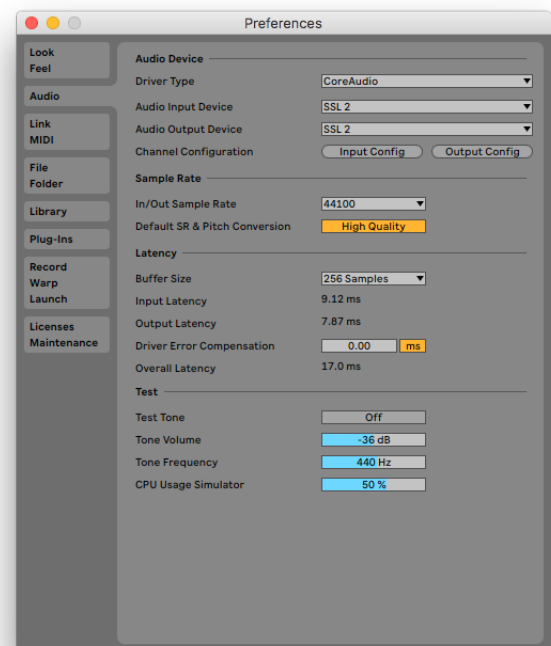 Preferences
Look
Feel
Audio
Link
MIDI
File
Folder
Library
Plug-Ins
Record
Warp
Launch
Licenses
Maintenance
Audio Device
Driver Type CoreAudio
Audio Input Device SSL 2
Audio Output Device SSL 2
Channel Configuration Input Config Output Config
Sample Rate
In/Out Sample Rate 44100
Default SR & Pitch Conversion High Quality
Latency
Buffer Size 256 Samples
Input Latency 9.12 ms
Output Latency 7.87 ms
Driver Error Compensation 0.00 ms
Overall Latency 17.0 ms
Test
Test Tone Off
Tone Volume -36 dB
Tone Frequency 440 Hz
CPU Usage Simulator 50 %